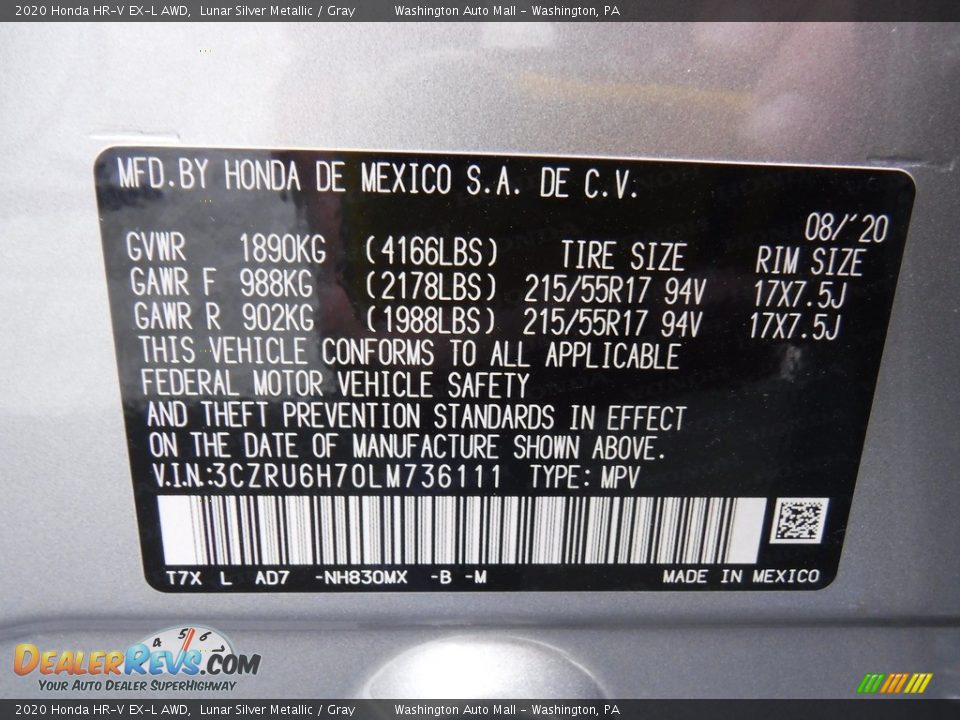 2020 Honda HR-V EX-L AWD, Lunar Silver Metallic / Gray Washington Auto Mall - Washington, PA
MFD.BY HONDA DE MEXICO S.A. DE C.V.
08/'20
GVWR 1890KG (4166LBS) TIRE SIZE RIM SIZE
GAWR F 988KG (2178LBS) 215/55R17 94V 17X7.5J
GAWR R 902KG (1988LBS) 215/55R17 94V 17X7.5J
THIS VEHICLE CONFORMS TO ALL APPLICABLE
FEDERAL MOTOR VEHICLE SAFETY
AND THEFT PREVENTION STANDARDS IN EFFECT
ON THE DATE OF MANUFACTURE SHOWN ABOVE.
V.I.N.:3CZRU6H70LM736111 TYPE: MPV
T7X L AD7 -NH830MX -B -M MADE IN MEXICO
4 5 6
DEALERREVS.COM
YOUR AUTO DEALER SUPERHIGHWAY
2020 Honda HR-V EX-L AWD, Lunar Silver Metallic / Gray Washington Auto Mall - Washington, PA